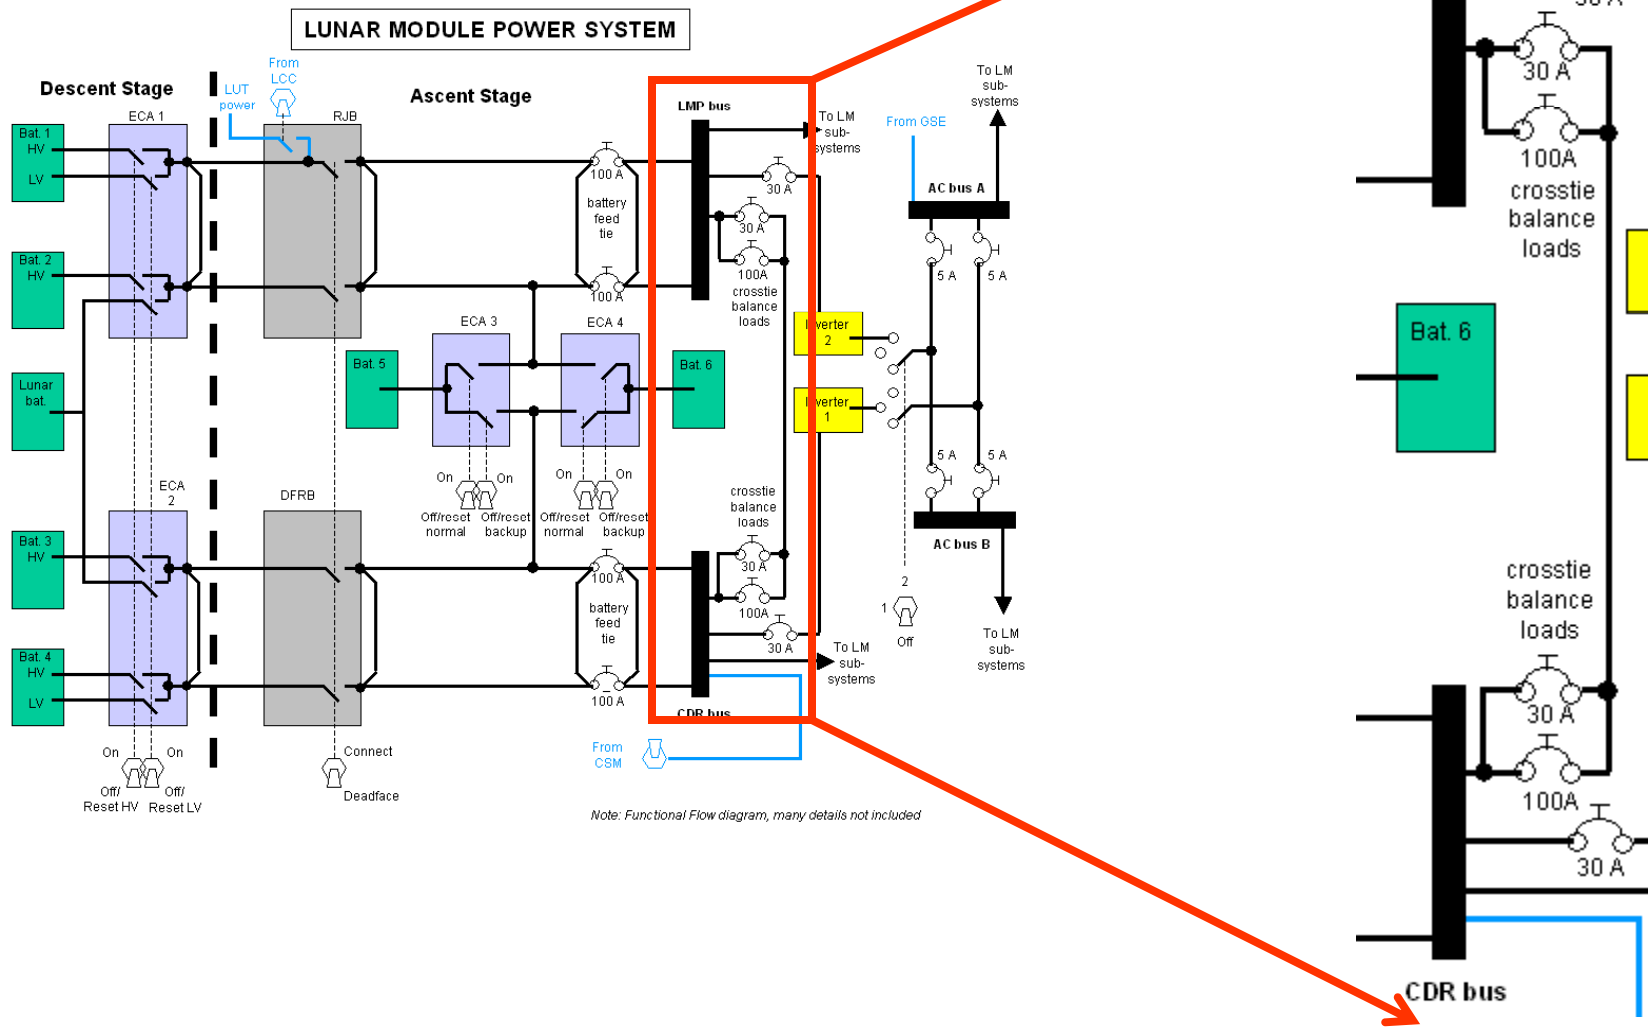 LUNAR MODULE POWER SYSTEM
Descent Stage
Ascent Stage
From
LCC
LUT
power
ECA 1
RJB
Bat. 1
HV
LV
Bat. 2
HV
Lunar
bat.
ECA
2
DFRB
Bat. 3
HV
Bat. 4
HV
LV
On
On
Off/
Reset HV
Off/
Reset LV
Connect
Deadface
100 A
battery
feed
tie
100 A
ECA 3
ECA 4
Bat. 5
Bat. 6
On
On
On
On
Off/reset
normal
Off/reset
backup
Off/reset
normal
Off/reset
backup
100 A
battery
feed
tie
100 A
LMP bus
To LM
sub-
systems
30 A
30 A
100A
crosstie
balance
loads
Inverter
2
Inverter
1
crosstie
balance
loads
30 A
100A
30 A
To LM
sub-
systems
CDR bus
From
CSM
To LM
sub-
systems
From GSE
AC bus A
5 A
5 A
5 A
5 A
AC bus B
2
1
Off
To LM
sub-
systems
Note: Functional Flow diagram, many details not included
30 A
30 A
100A
crosstie
balance
loads
Bat. 6
crosstie
balance
loads
30 A
100A
30 A
CDR bus